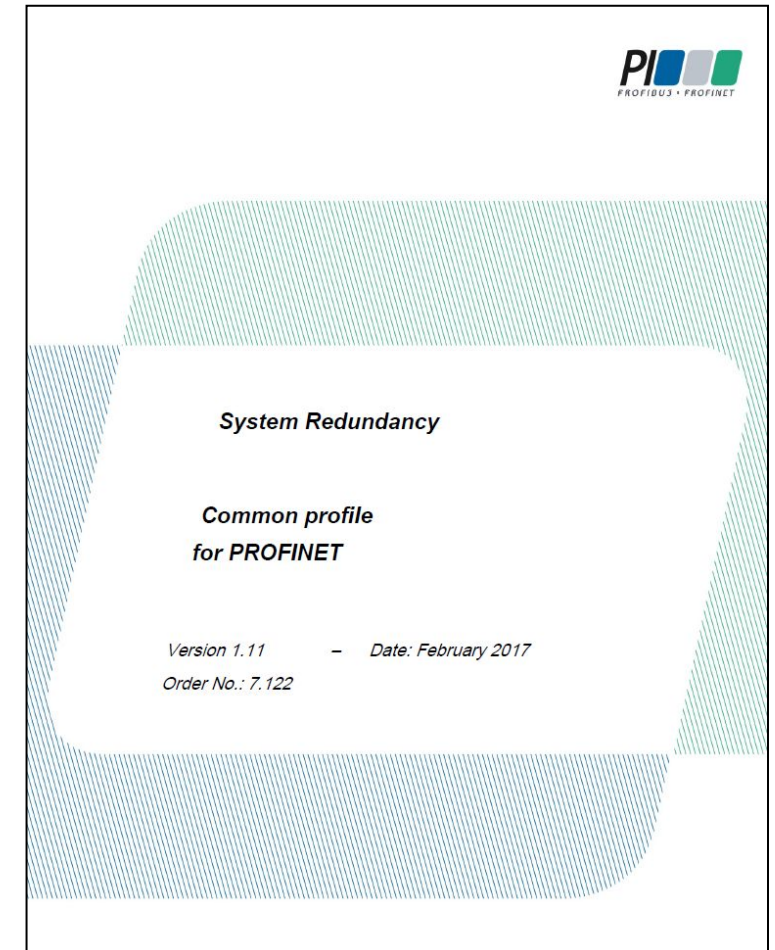 PI
PROFIBUS • PROFINET
System Redundancy
Common profile
for PROFINET
Version 1.11 – Date: February 2017
Order No.: 7.122